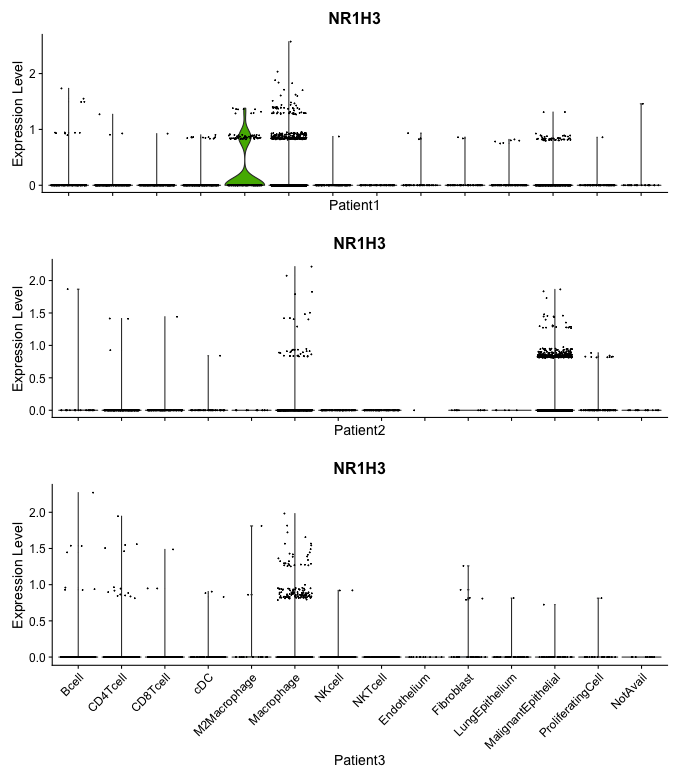 NR1H3
Expression Level
2
1
0
Patient1
NR1H3
Expression Level
2.0
1.5
1.0
0.5
0.0
Patient2
NR1H3
Expression Level
2.0
1.5
1.0
0.5
0.0
Bcell
CD4Tcell
CD8Tcell
cDC
M2Macrophage
Macrophage
NKcell
NKTcell
Endothelium
Fibroblast
LungEpithelium
MalignantEpithelial
ProliferatingCell
NotAvail
Patient3